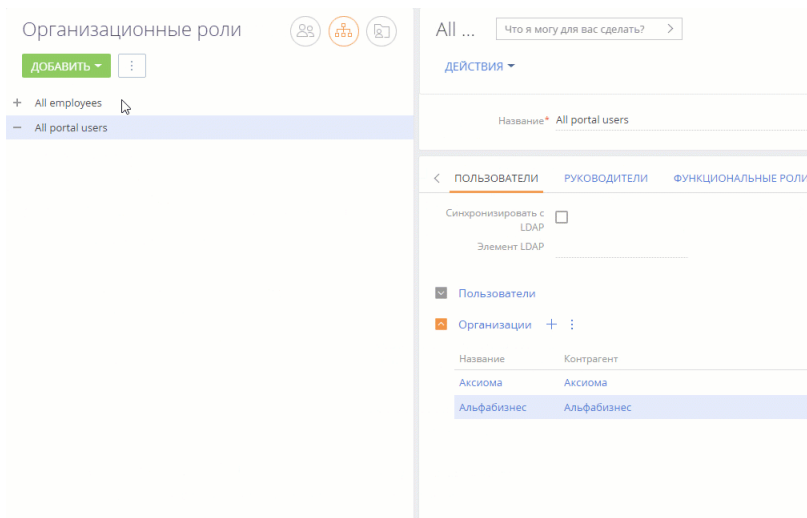 Организационные роли
ДОБАВИТЬ
All employees
All portal users
All ...
Что я могу для вас сделать?
ДЕЙСТВИЯ
Название* All portal users
ПОЛЬЗОВАТЕЛИ РУКОВОДИТЕЛИ ФУНКЦИОНАЛЬНЫЕ РОЛИ
Синхронизировать с
LDAP
Элемент LDAP
Пользователи
Организации
Название Контрагент
Аксиома Аксиома
Альфабизнес Альфабизнес